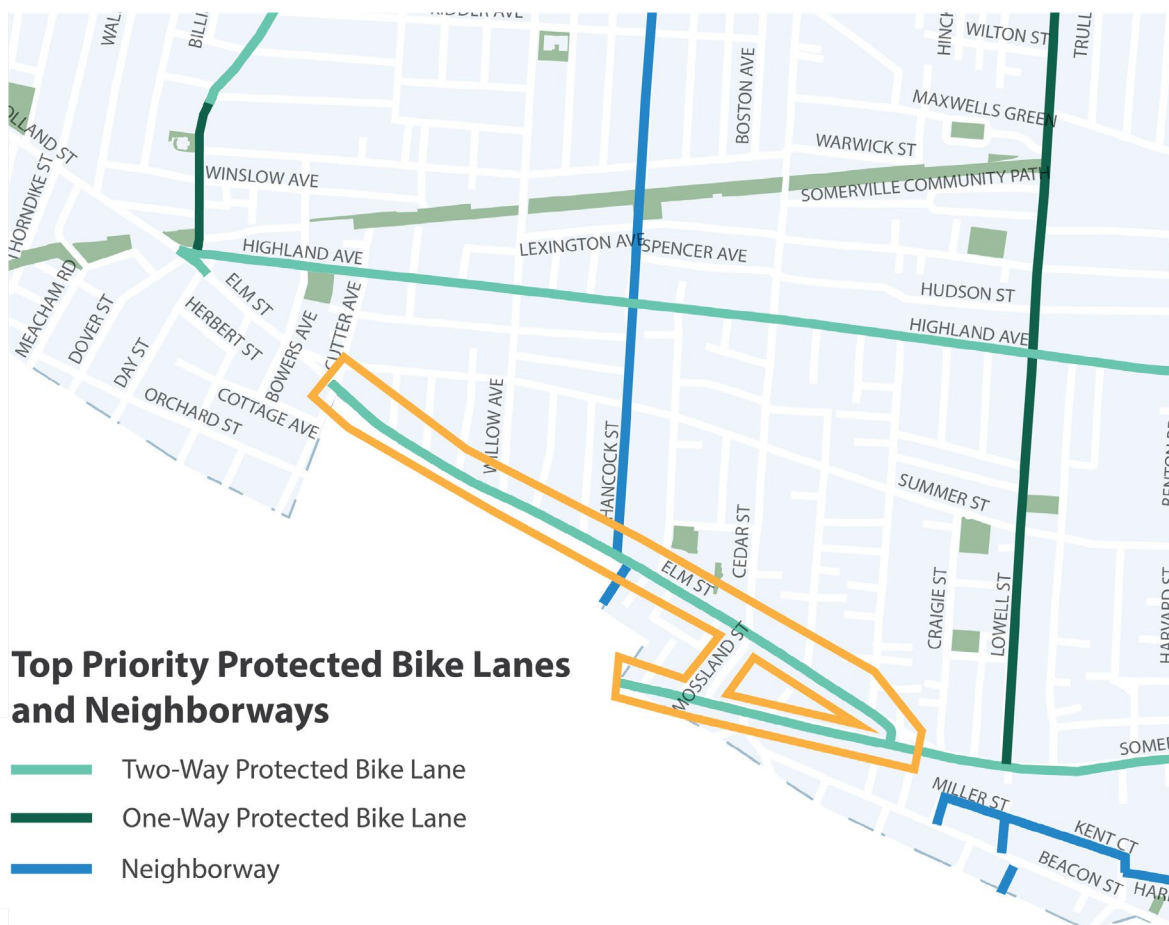 WILTON ST
MAXWELLS GREEN
BOSTON AVE
WARWICK ST
THORNDIKE ST
WINSLOW AVE
SOMERVILLE COMMUNITY PATH
HIGHLAND AVE
LEXINGTON AVE
SPENCER AVE
MEACHAM RD
DOVER ST
ELM ST
HUDSON ST
HERBERT ST
BOWERS AVE
CUTTER AVE
HIGHLAND AVE
DAY ST
ORCHARD ST
COTTAGE AVE
WILLOW AVE
HANCOCK ST
SUMMER ST
CEDAR ST
ELM ST
CRAIGIE ST
LOWELL ST
HARVARD ST
MOSSLAND ST
Top Priority Protected Bike Lanes
and Neighborways
Two-Way Protected Bike Lane
One-Way Protected Bike Lane
Neighborway
SOME
MILLER ST
KENT CT
BEACON ST
HAR